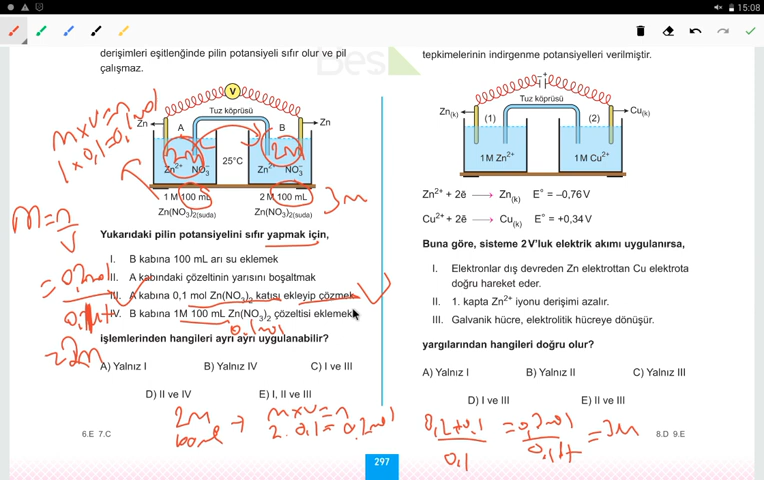 15:08
derişimleri eşitlendiğinde pilin potansiyeli sıfır olur ve pil
çalışmaz.
V
Tuz köprüsü
Zn
Zn
A
B
2M
2M
Zn²⁺ NO₃⁻
25°C
Zn²⁺ NO₃⁻
1 M 100 mL
2 M 100 mL
3M
Zn(NO₃)₂(suda)
Zn(NO₃)₂(suda)
MxV=n
1x0,1=0,1mol
M=n/V
=0,2mol
=2M
Yukarıdaki pilin potansiyelini sıfır yapmak için,
I. B kabına 100 mL arı su eklemek
II. A kabındaki çözeltinin yarısını boşaltmak
III. A kabına 0,1 mol Zn(NO₃)₂ katısı ekleyip çözmek
IV. B kabına 1M 100 mL Zn(NO₃)₂ çözeltisi eklemek
0,1mol
işlemlerinden hangileri ayrı ayrı uygulanabilir?
A) Yalnız I B) Yalnız IV C) I ve III
D) II ve IV E) I, II ve III
2M
100ml → MxV=n
2.0,1=0,2mol
6.E 7.C
tepkimelerinin indirgenme potansiyelleri verilmiştir.
- +
Tuz köprüsü
Zn(k)
Cu(k)
(1)
(2)
1 M Zn²⁺
1 M Cu²⁺
Zn²⁺ + 2ē → Zn(k) E° = –0,76 V
Cu²⁺ + 2ē → Cu(k) E° = +0,34 V
Buna göre, sisteme 2 V'luk elektrik akımı uygulanırsa,
I. Elektronlar dış devreden Zn elektrottan Cu elektrota
doğru hareket eder.
II. 1. kapta Zn²⁺ iyonu derişimi azalır.
III. Galvanik hücre, elektrolitik hücreye dönüşür.
yargılarından hangileri doğru olur?
A) Yalnız I B) Yalnız II C) Yalnız III
D) I ve III E) II ve III
0,2+0,1
0,1
=0,3mol
0,1lt
=3M
8.D 9.E
297